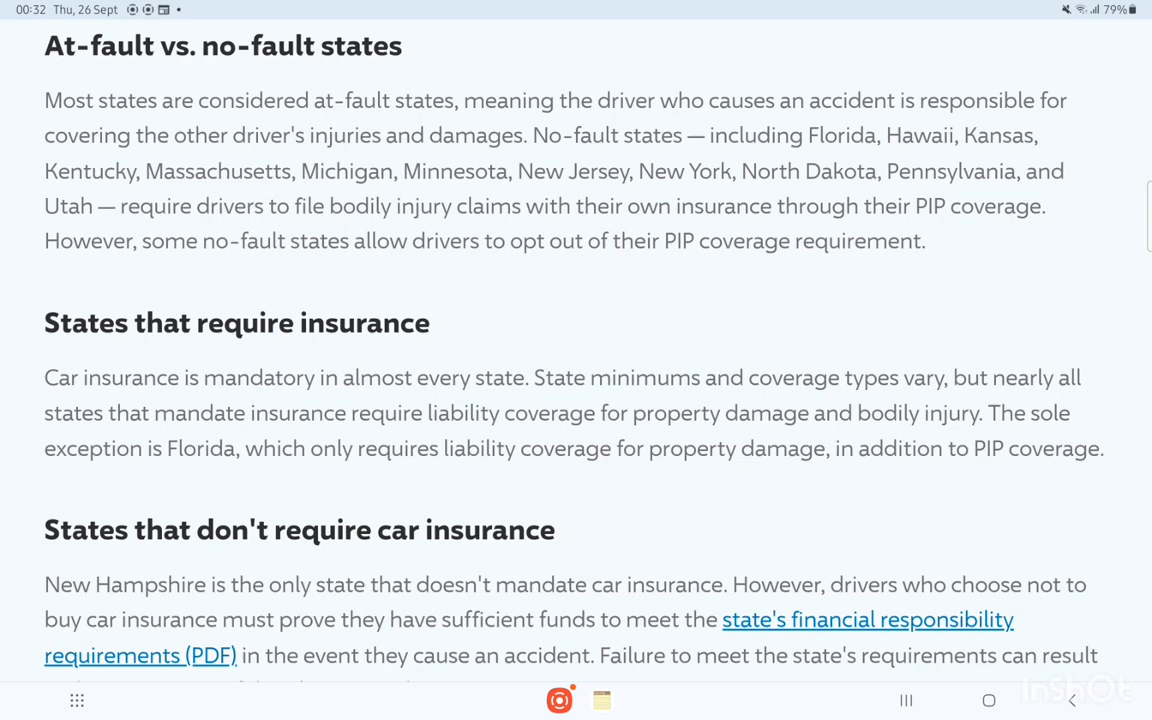 00:32 Thu, 26 Sept
79%
At-fault vs. no-fault states
Most states are considered at-fault states, meaning the driver who causes an accident is responsible for
covering the other driver's injuries and damages. No-fault states — including Florida, Hawaii, Kansas,
Kentucky, Massachusetts, Michigan, Minnesota, New Jersey, New York, North Dakota, Pennsylvania, and
Utah — require drivers to file bodily injury claims with their own insurance through their PIP coverage.
However, some no-fault states allow drivers to opt out of their PIP coverage requirement.
States that require insurance
Car insurance is mandatory in almost every state. State minimums and coverage types vary, but nearly all
states that mandate insurance require liability coverage for property damage and bodily injury. The sole
exception is Florida, which only requires liability coverage for property damage, in addition to PIP coverage.
States that don't require car insurance
New Hampshire is the only state that doesn't mandate car insurance. However, drivers who choose not to
buy car insurance must prove they have sufficient funds to meet the state's financial responsibility
requirements (PDF) in the event they cause an accident. Failure to meet the state's requirements can result
InShOt